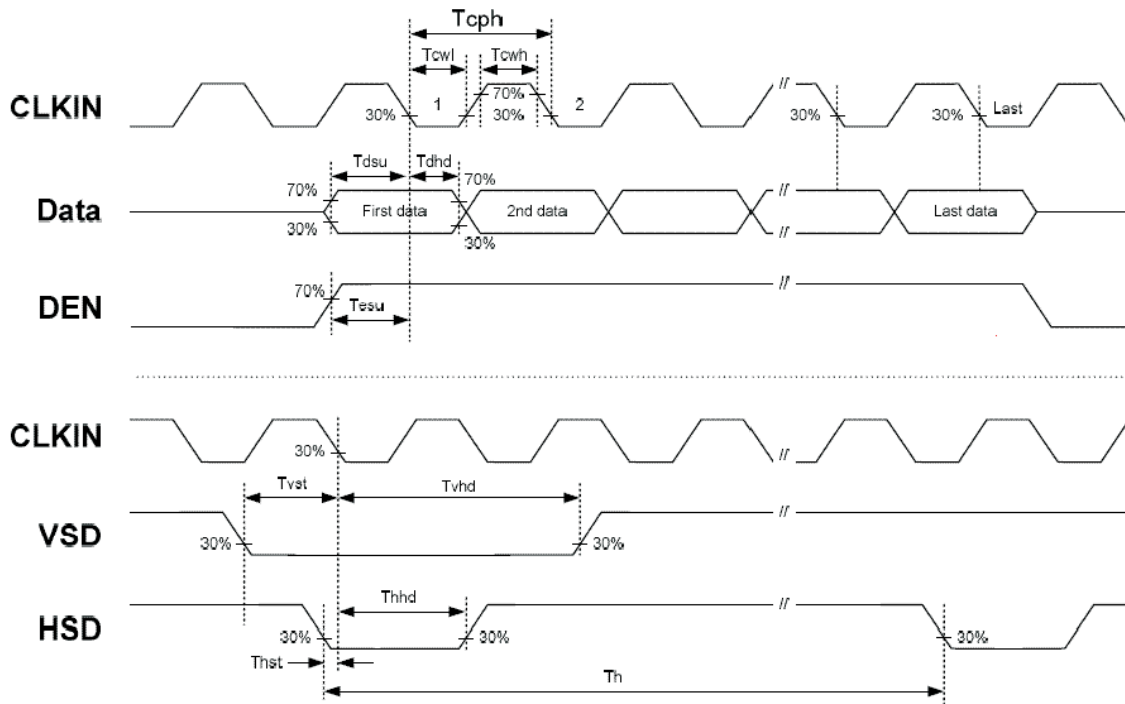 Tcph
Tcwl Tcwh
CLKIN 30% 1 70% 30% 2 // 30% 30% Last
Tdsu Tdhd
70% 70%
Data First data 2nd data // // Last data
30% 30%
DEN 70% Tesu //
CLKIN 30% //
Tvst Tvhd
VSD 30% 30% //
Thhd
HSD 30% 30% // 30%
Thst
Th